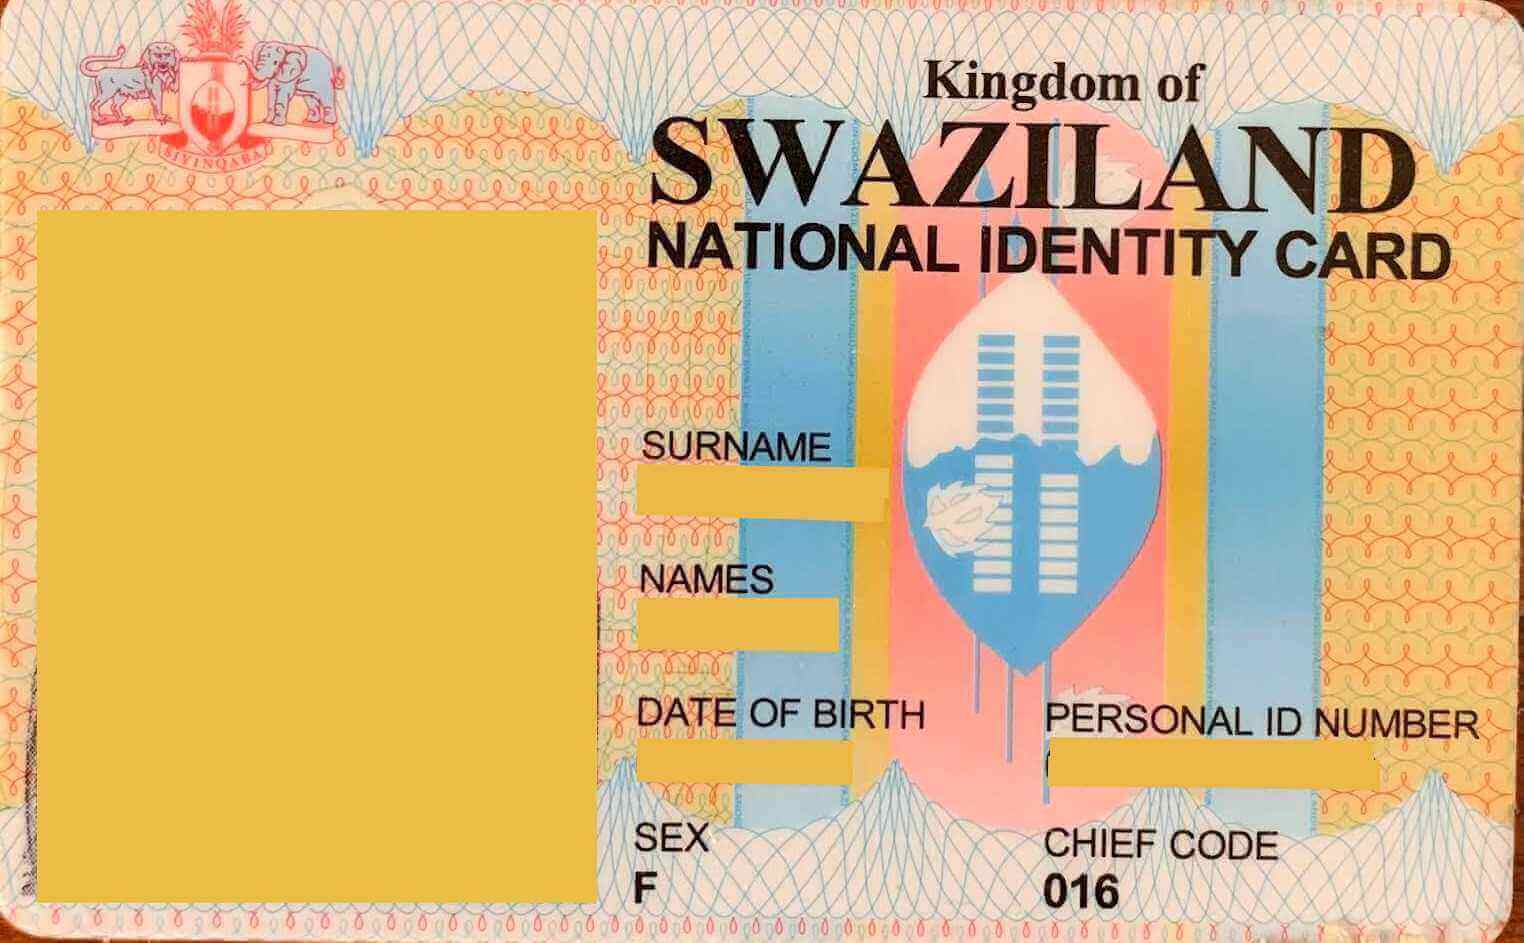 SIYINQABA
Kingdom of
SWAZILAND
NATIONAL IDENTITY CARD
SURNAME
NAMES
DATE OF BIRTH
PERSONAL ID NUMBER
SEX
CHIEF CODE
F
016